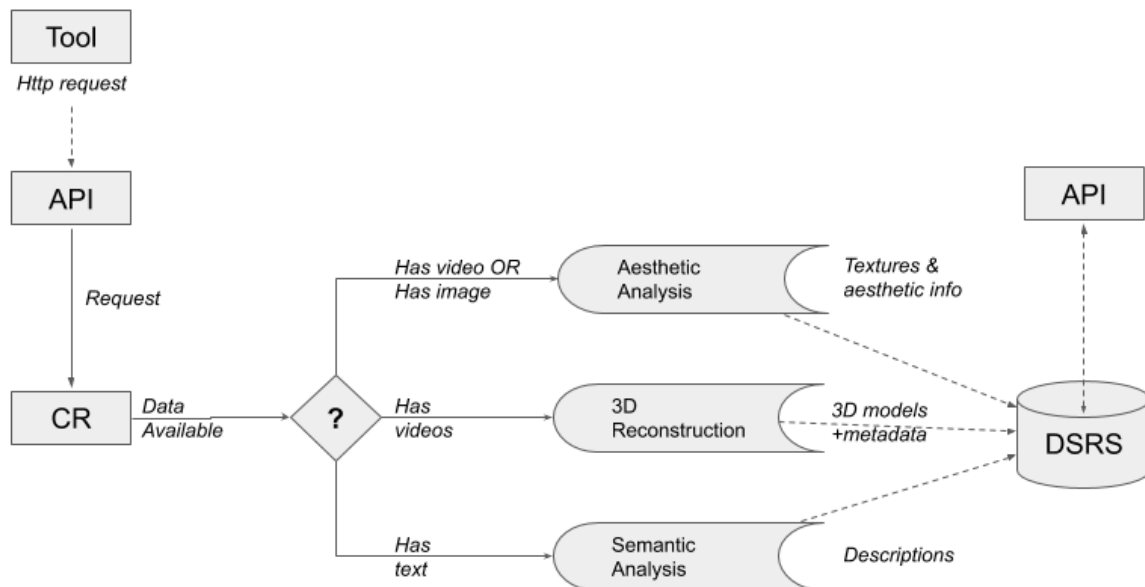 Tool
Http request
API
API
Request
Has video OR
Has image
Aesthetic
Analysis
Textures &
aesthetic info
CR
Data
Available
?
Has
videos
3D
Reconstruction
3D models
+metadata
DSRS
Has
text
Semantic
Analysis
Descriptions